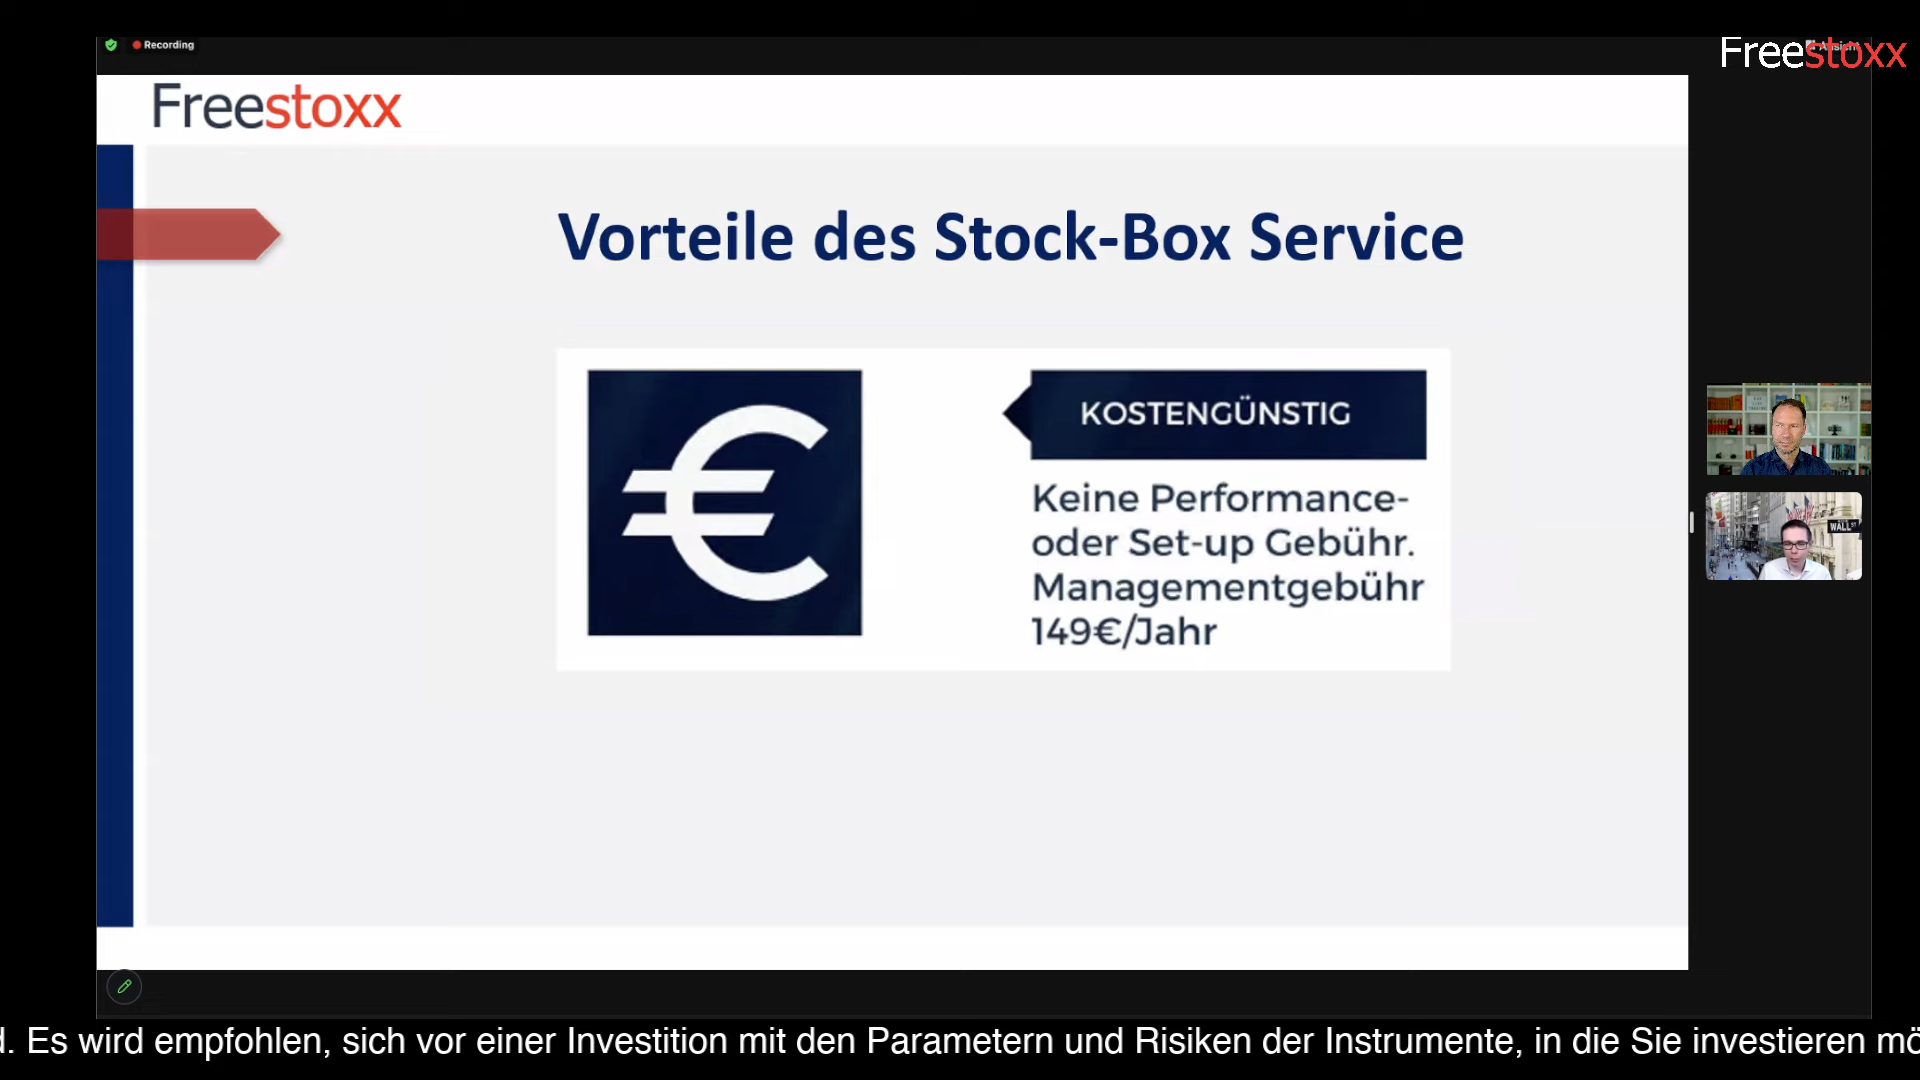 Recording
Freestoxx
Freestoxx
Vorteile des Stock-Box Service
KOSTENGÜNSTIG
Keine Performance-
oder Set-up Gebühr.
Managementgebühr
149€/Jahr
WALL ST
d. Es wird empfohlen, sich vor einer Investition mit den Parametern und Risiken der Instrumente, in die Sie investieren mö